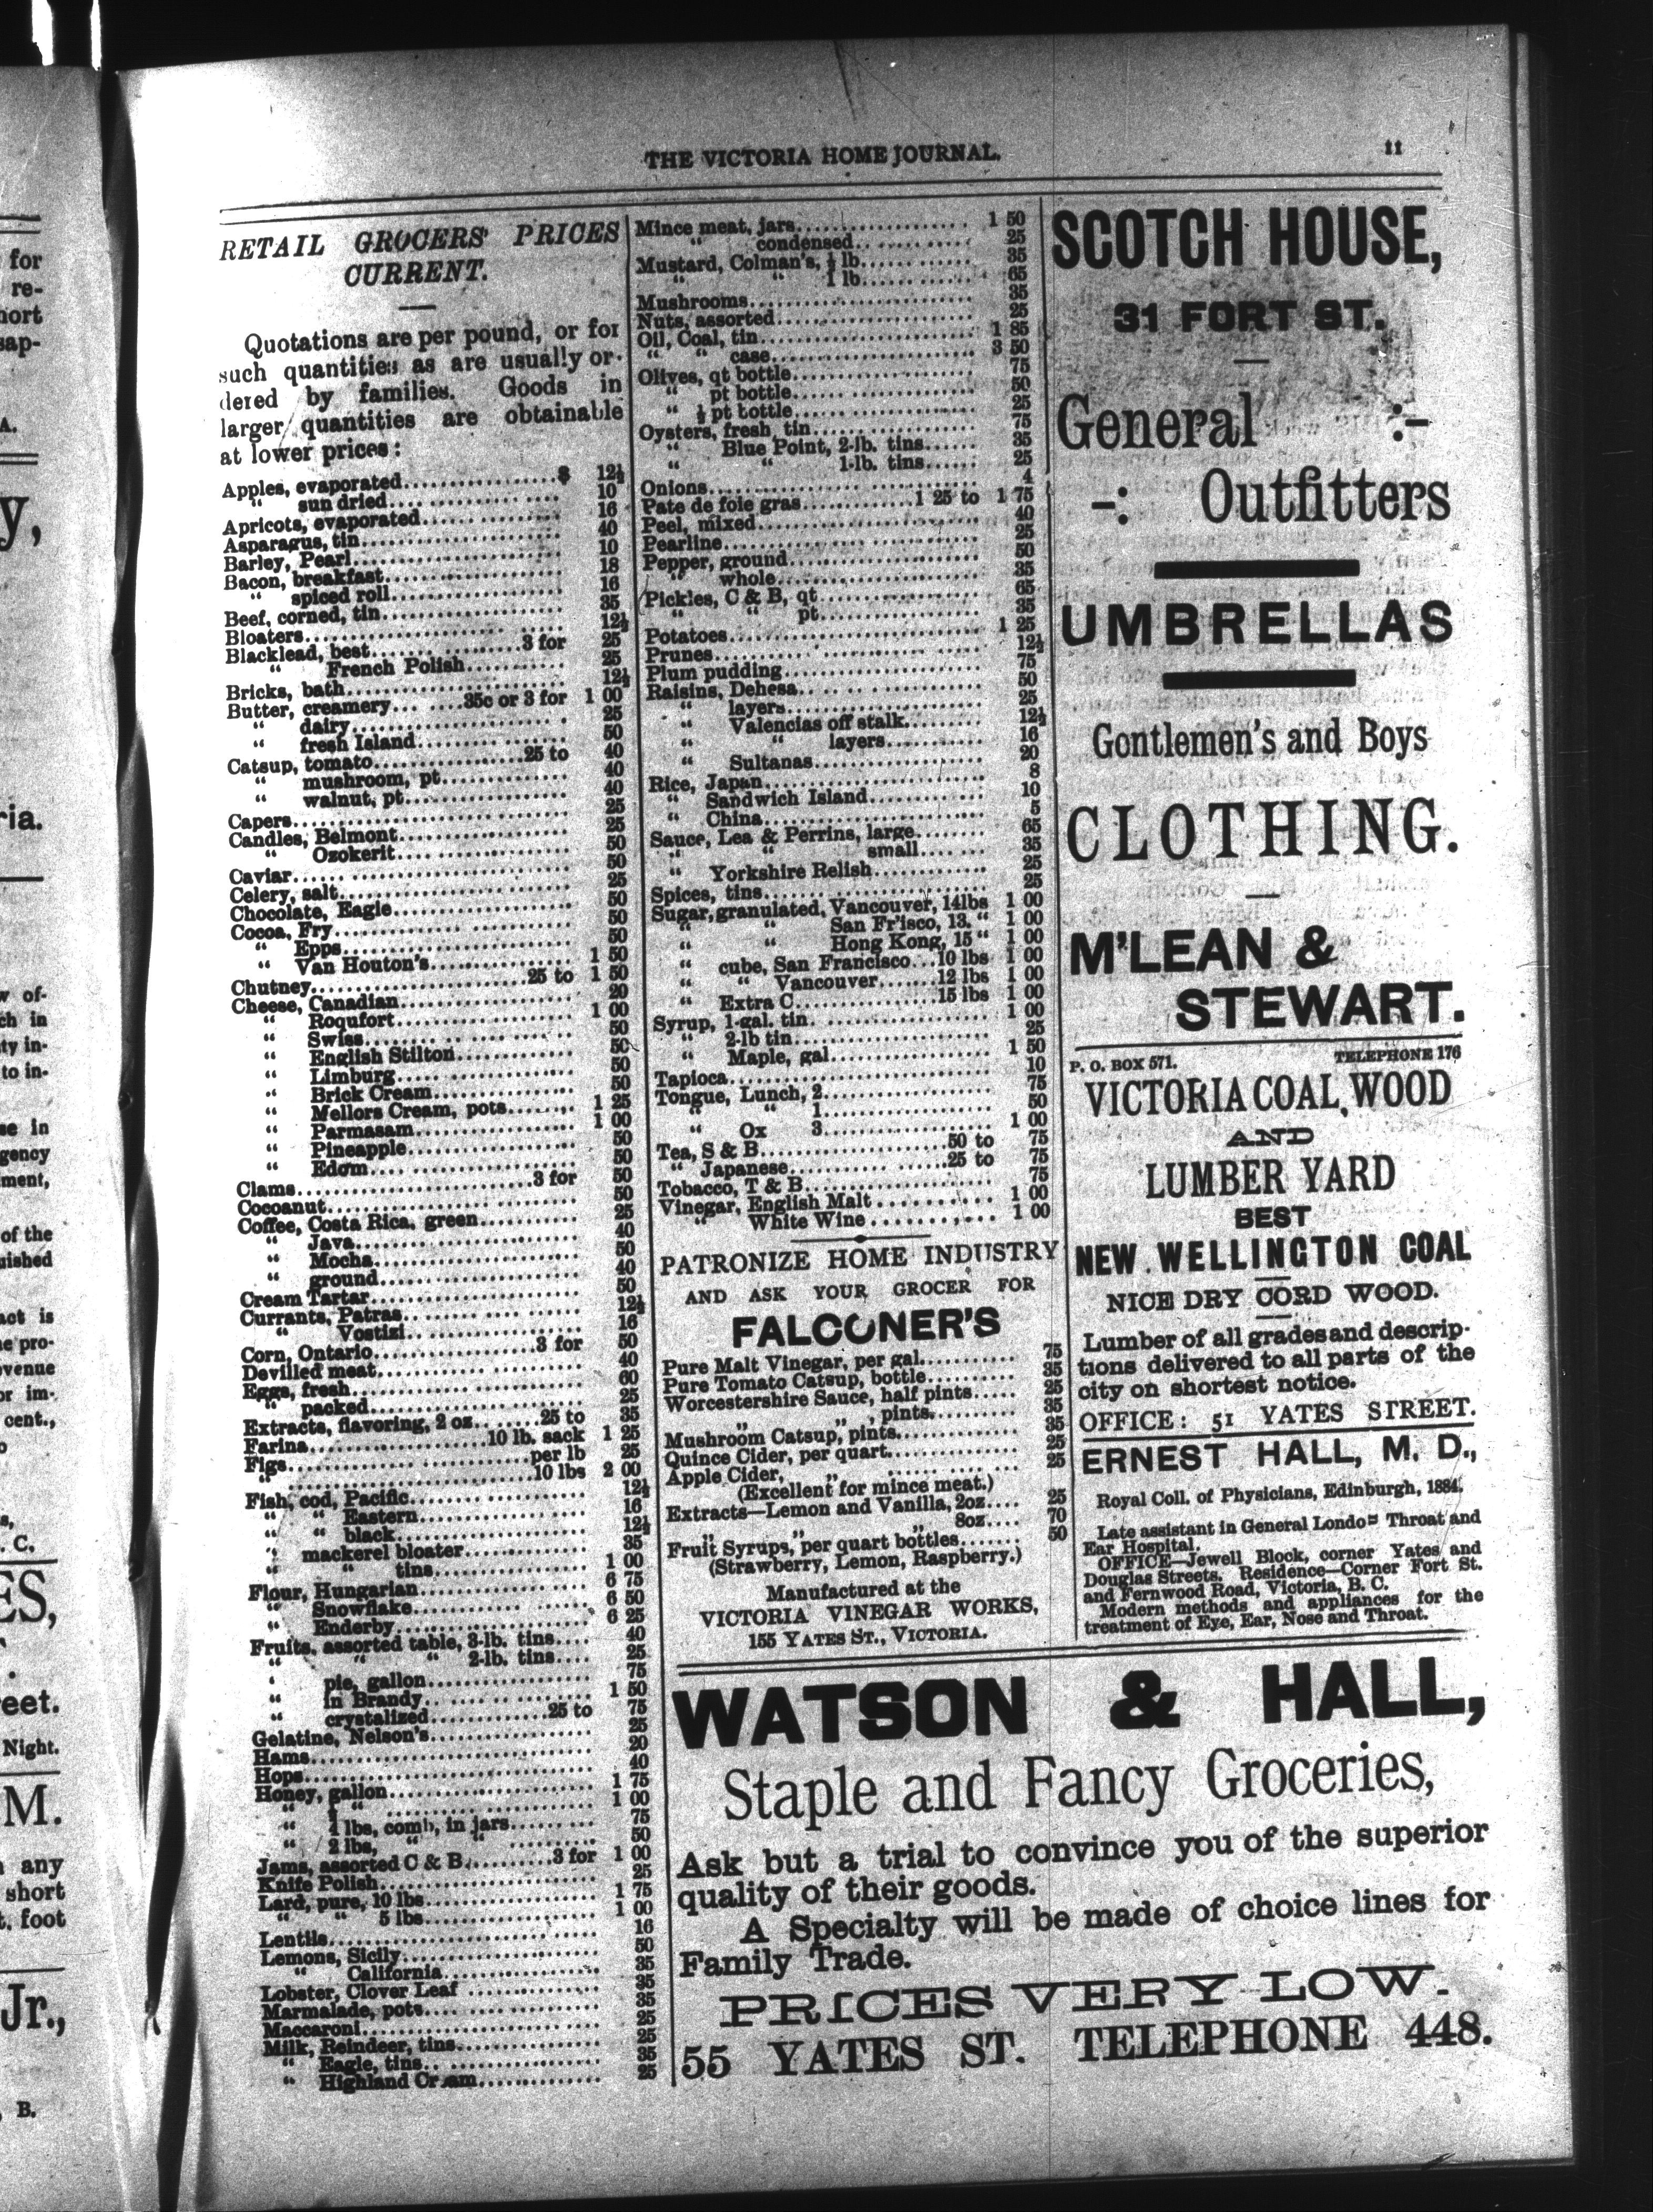 THE VICTORIA HOME JOURNAL.
11
RETAIL GROCERS' PRICES
CURRENT.
Quotations are per pound, or for
such quantities as are usually or-
dered by families. Goods in
larger quantities are obtainable
at lower prices:
Apples, evaporated..................$ 12½
“ sun dried.................. 10
Apricots, evaporated.................. 16
Asparagus, tin.................. 40
Barley, Pearl.................. 10
Bacon, breakfast.................. 18
“ spiced roll.................. 16
Beef, corned, tin.................. 35
Bloaters.................. 12½
Blacklead, best..................3 for 25
“ French Polish.................. 25
Bricks, bath.................. 12½
Butter, creamery........35c or 3 for 1 00
“ dairy.................. 25
“ fresh Island.................. 50
Catsup, tomato..................25 to 40
“ mushroom, pt.................. 40
“ walnut, pt.................. 40
Capers.................. 25
Candles, Belmont.................. 25
“ Ozokerit.................. 50
Caviar.................. 50
Celery, salt.................. 25
Chocolate, Eagle.................. 50
Cocoa, Fry.................. 50
“ Epps.................. 50
“ Van Houton's.................. 1 50
Chutney..................25 to 1 50
Cheese, Canadian.................. 20
“ Roqufort.................. 1 00
“ Swiss.................. 50
“ English Stilton.................. 50
“ Limburg.................. 50
“ Brick Cream.................. 50
“ Mellors Cream, pots........ 1 25
“ Parmasam.................. 1 00
“ Pineapple.................. 50
“ Edom.................. 50
Clams..................3 for 50
Cocoanut.................. 50
Coffee, Costa Rica, green........... 25
“ Java.................. 40
“ Mocha.................. 50
“ ground.................. 40
Cream Tartar.................. 50
Currants, Patras.................. 12½
“ Vostizi.................. 16
Corn, Ontario..................3 for 50
Devilled meat.................. 40
Eggs, fresh.................. 60
“ packed.................. 25
Extracts, flavoring, 2 oz........25 to 35
Farina..................10 lb. sack 1 25
Figs..................per lb 25
“ ..................10 lbs 2 00
Fish, cod, Pacific.................. 12½
“ “ Eastern.................. 16
“ “ black.................. 12½
“ mackerel bloater.................. 35
“ “ tins.................. 1 00
Flour, Hungarian.................. 6 75
“ Snowflake.................. 6 50
“ Enderby.................. 6 25
Fruits, assorted table, 3-lb. tins.... 40
“ “ “ 2-lb. tins.... 25
“ pie, gallon.................. 75
“ in Brandy.................. 1 50
“ crystalized..................25 to 75
Gelatine, Nelson's.................. 25
Hams.................. 20
Hops.................. 40
Honey, gallon.................. 1 75
“ “ .................. 1 00
“ lbs, comb, in jars.......... 75
“ 2 lbs, “ “ .......... 50
Jams, assorted C & B..........3 for 1 00
Knife Polish.................. 25
Lard, pure, 10 lbs.................. 1 75
“ “ 5 lbs.................. 1 00
Lentils.................. 16
Lemons, Sicily.................. 50
“ California.................. 35
Lobster, Clover Leaf .................. 35
Marmalade, pots.................. 35
Maccaroni.................. 25
Milk, Reindeer, tins.................. 25
“ Eagle, tins.................. 35
“ Highland Cream.................. 25
Mince meat, jars.................. 1 50
“ condensed.................. 25
Mustard, Colman's, ½ lb............ 35
“ “ 1 lb............ 65
Mushrooms.................. 35
Nuts, assorted.................. 25
Oil, Coal, tin.................. 1 85
“ “ case.................. 3 50
Olives, qt bottle.................. 75
“ pt bottle.................. 50
“ ½ pt bottle.................. 25
Oysters, fresh, tin.................. 75
“ Blue Point, 2-lb. tins...... 35
“ “ 1-lb. tins...... 25
Onions.................. 4
Pate de foie gras............1 25 to 1 75
Peel, mixed.................. 40
Pearline.................. 25
Pepper, ground.................. 50
“ whole.................. 35
Pickles, C & B, qt.................. 65
“ “ pt.................. 35
Potatoes.................. 1 25
Prunes.................. 12½
Plum pudding.................. 75
Raisins, Dehesa.................. 50
“ layers.................. 25
“ Valencias off stalk.......... 12½
“ “ layers............ 16
“ Sultanas.................. 20
Rice, Japan.................. 8
“ Sandwich Island.................. 10
“ China.................. 5
Sauce, Lea & Perrins, large........ 65
“ “ small........ 35
“ Yorkshire Relish............ 25
Spices, tins.................. 25
Sugar, granulated, Vancouver, 14lbs 1 00
“ “ San Fr'isco, 13. “ 1 00
“ “ Hong Kong, 15 “ 1 00
“ cube, San Francisco...10 lbs 1 00
“ “ Vancouver........12 lbs 1 00
“ Extra C..................15 lbs 1 00
Syrup, 1-gal. tin.................. 1 00
“ 2-lb tin.................. 25
“ Maple, gal.................. 1 50
Tapioca.................. 10
Tongue, Lunch, 2.................. 75
“ “ 1.................. 50
“ Ox 3.................. 1 00
Tea, S & B..................50 to 75
“ Japanese..................25 to 75
Tobacco, T & B.................. 75
Vinegar, English Malt.......... 1 00
“ White Wine.......... 1 00
PATRONIZE HOME INDUSTRY
AND ASK YOUR GROCER FOR
FALCONER'S
Pure Malt Vinegar, per gal.......... 75
Pure Tomato Catsup, bottle.......... 35
Worcestershire Sauce, half pints..... 25
„ „ , pints.......... 35
Mushroom Catsup, pints.......... 35
Quince Cider, per quart.......... 25
Apple Cider, „ .......... 25
(Excellent for mince meat.)
Extracts—Lemon and Vanilla, 2oz.... 25
„ „ „ 8oz.... 70
Fruit Syrups, per quart bottles....... 50
(Strawberry, Lemon, Raspberry.)
Manufactured at the
VICTORIA VINEGAR WORKS,
155 YATES ST., VICTORIA.
SCOTCH HOUSE,
31 FORT ST.
General :-
-: Outfitters
UMBRELLAS
Gontlemen's and Boys
CLOTHING.
M'LEAN &
STEWART.
P. O. BOX 571. TELEPHONE 176
VICTORIA COAL, WOOD
AND
LUMBER YARD
BEST
NEW WELLINGTON COAL
NICE DRY CORD WOOD.
Lumber of all grades and descrip-
tions delivered to all parts of the
city on shortest notice.
OFFICE: 51 YATES STREET.
ERNEST HALL, M. D.,
Royal Coll. of Physicians, Edinburgh, 1884.
Late assistant in General London Throat and
Ear Hospital.
OFFICE—Jewell Block, corner Yates and
Douglas Streets. Residence—Corner Fort St.
and Fernwood Road, Victoria, B. C.
Modern methods and appliances for the
treatment of Eye, Ear, Nose and Throat.
WATSON & HALL,
Staple and Fancy Groceries,
Ask but a trial to convince you of the superior
quality of their goods.
A Specialty will be made of choice lines for
Family Trade.
PRICES VERY LOW.
55 YATES ST. TELEPHONE 448.